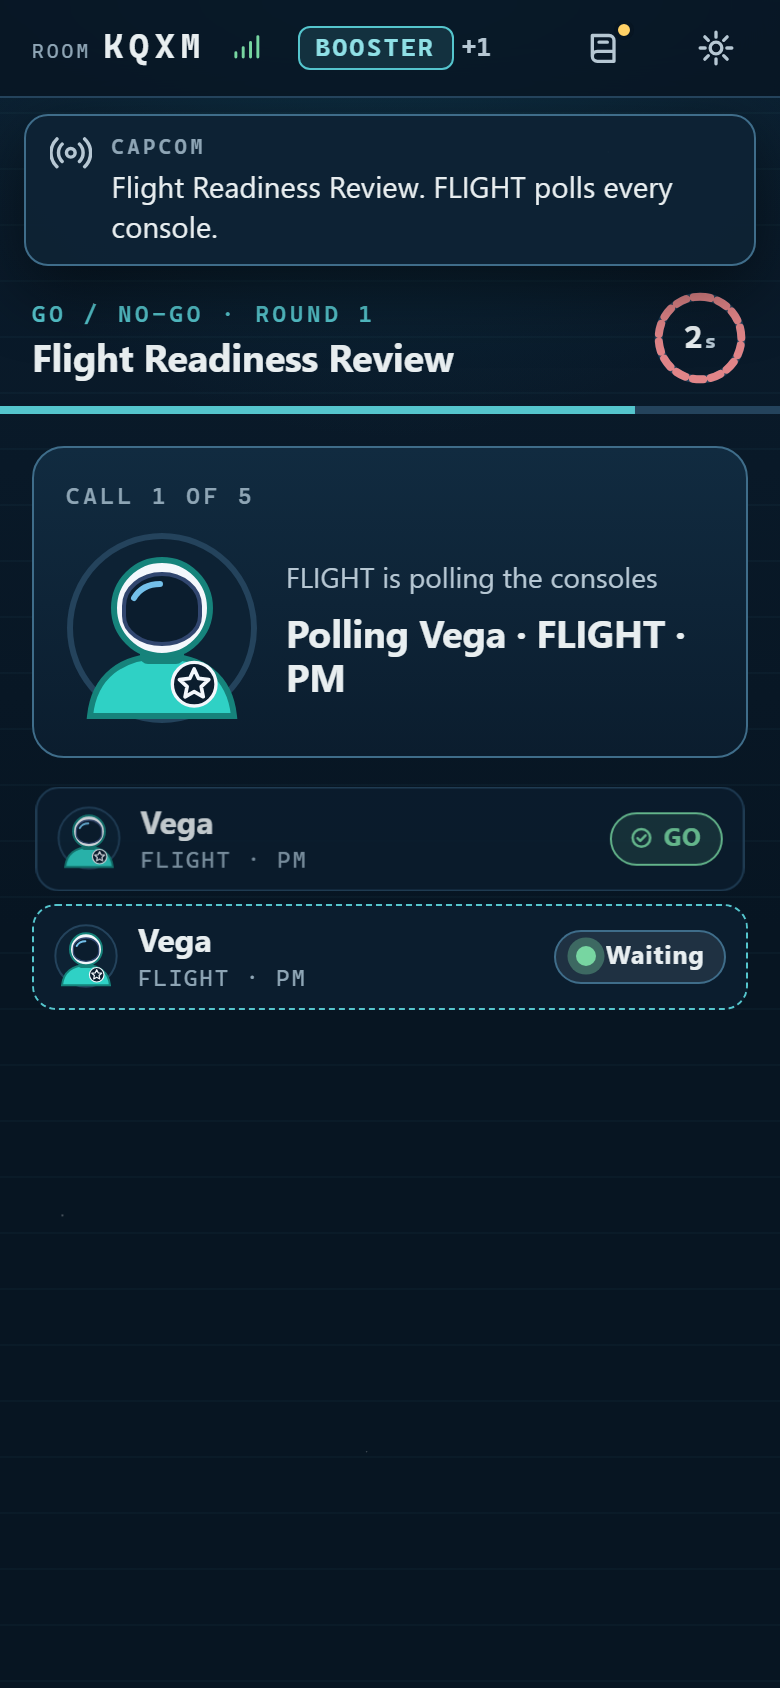 ROOM KQXM BOOSTER +1
CAPCOM
Flight Readiness Review. FLIGHT polls every
console.
GO / NO−GO · ROUND 1
Flight Readiness Review
2s
CALL 1 OF 5
FLIGHT is polling the consoles
Polling Vega · FLIGHT ·
PM
Vega
FLIGHT · PM
GO
Vega
FLIGHT · PM
Waiting